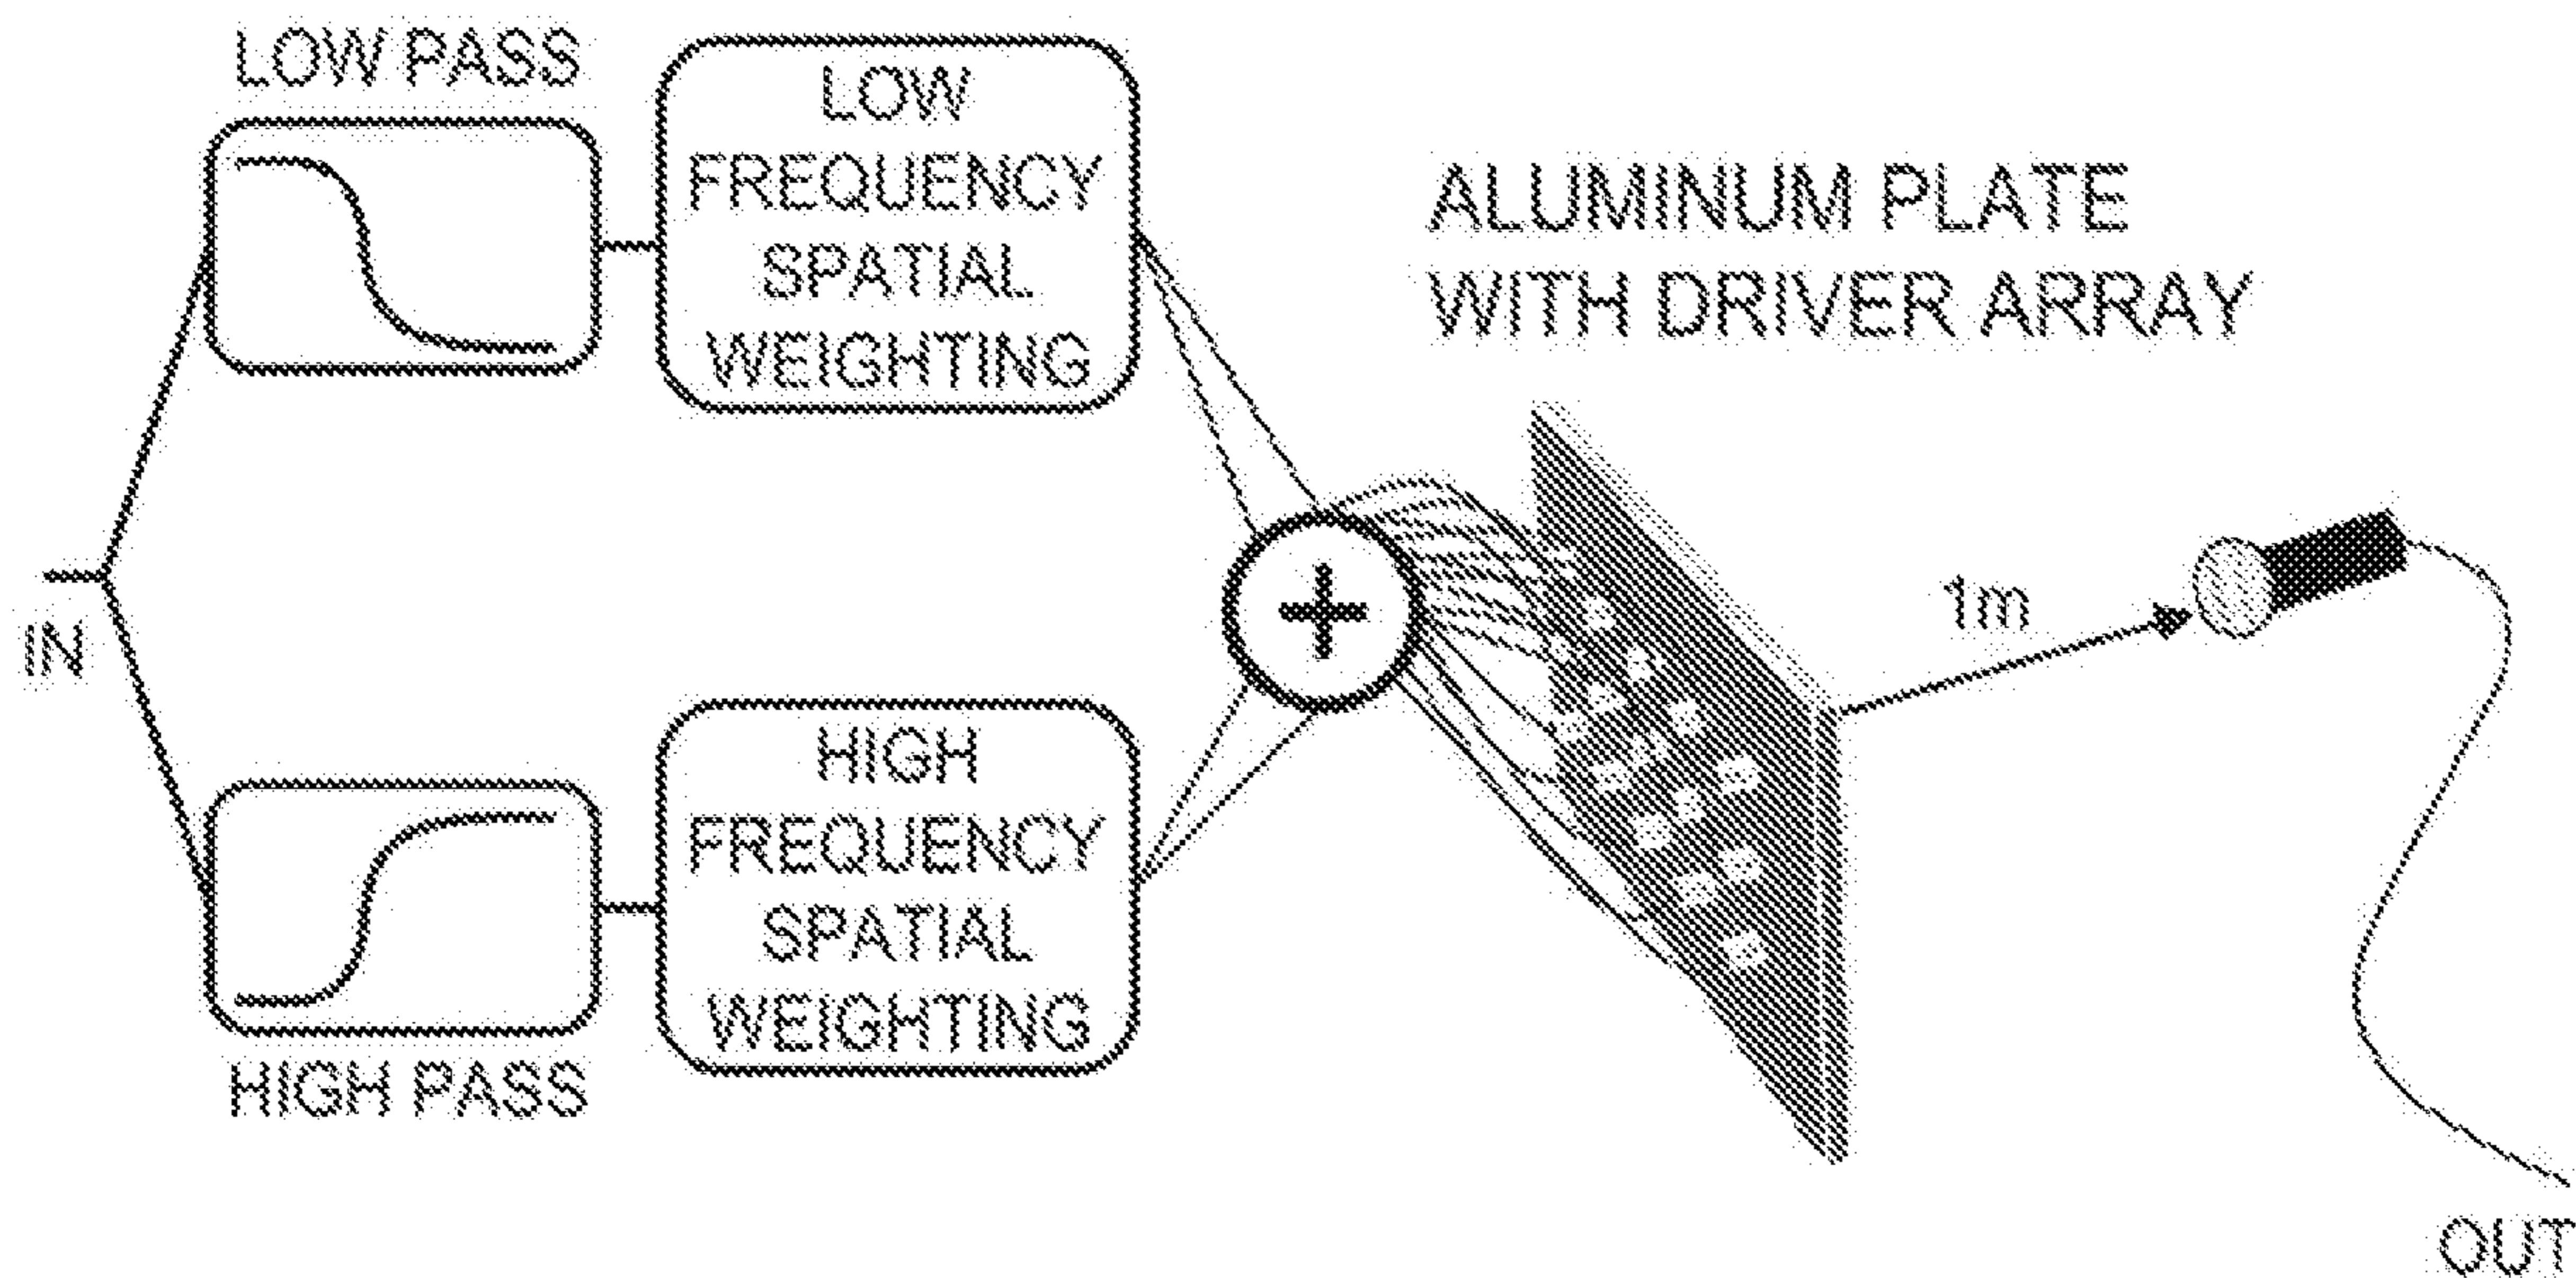 LOW PASS
LOW
FREQUENCY
SPATIAL
WEIGHTING
ALUMINUM PLATE
WITH DRIVER ARRAY
IN
+
1m
HIGH
FREQUENCY
SPATIAL
WEIGHTING
HIGH PASS
OUT